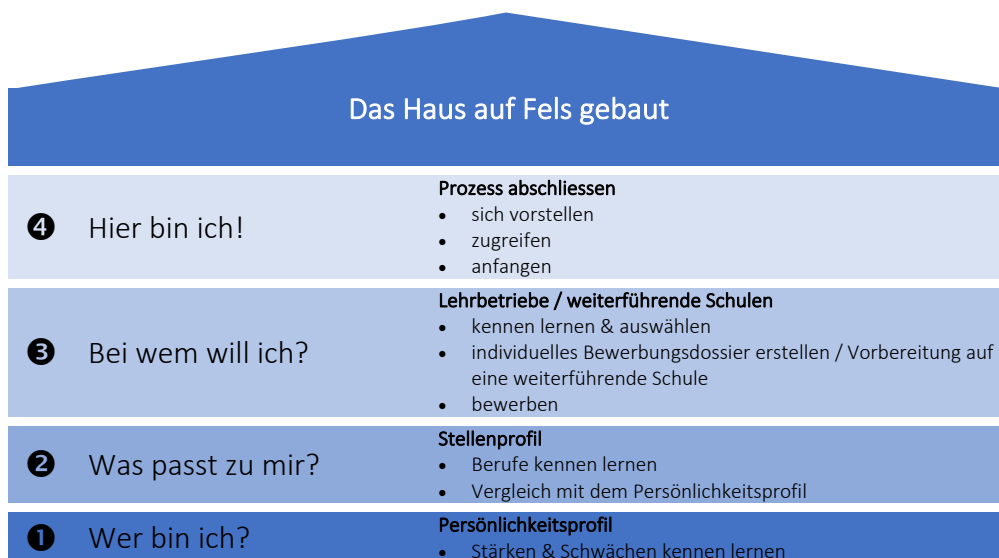 Das Haus auf Fels gebaut
❹ Hier bin ich!
Prozess abschliessen
• sich vorstellen
• zugreifen
• anfangen
❸ Bei wem will ich?
Lehrbetriebe / weiterführende Schulen
• kennen lernen & auswählen
• individuelles Bewerbungsdossier erstellen / Vorbereitung auf
eine weiterführende Schule
• bewerben
❷ Was passt zu mir?
Stellenprofil
• Berufe kennen lernen
• Vergleich mit dem Persönlichkeitsprofil
❶ Wer bin ich?
Persönlichkeitsprofil
• Stärken & Schwächen kennen lernen